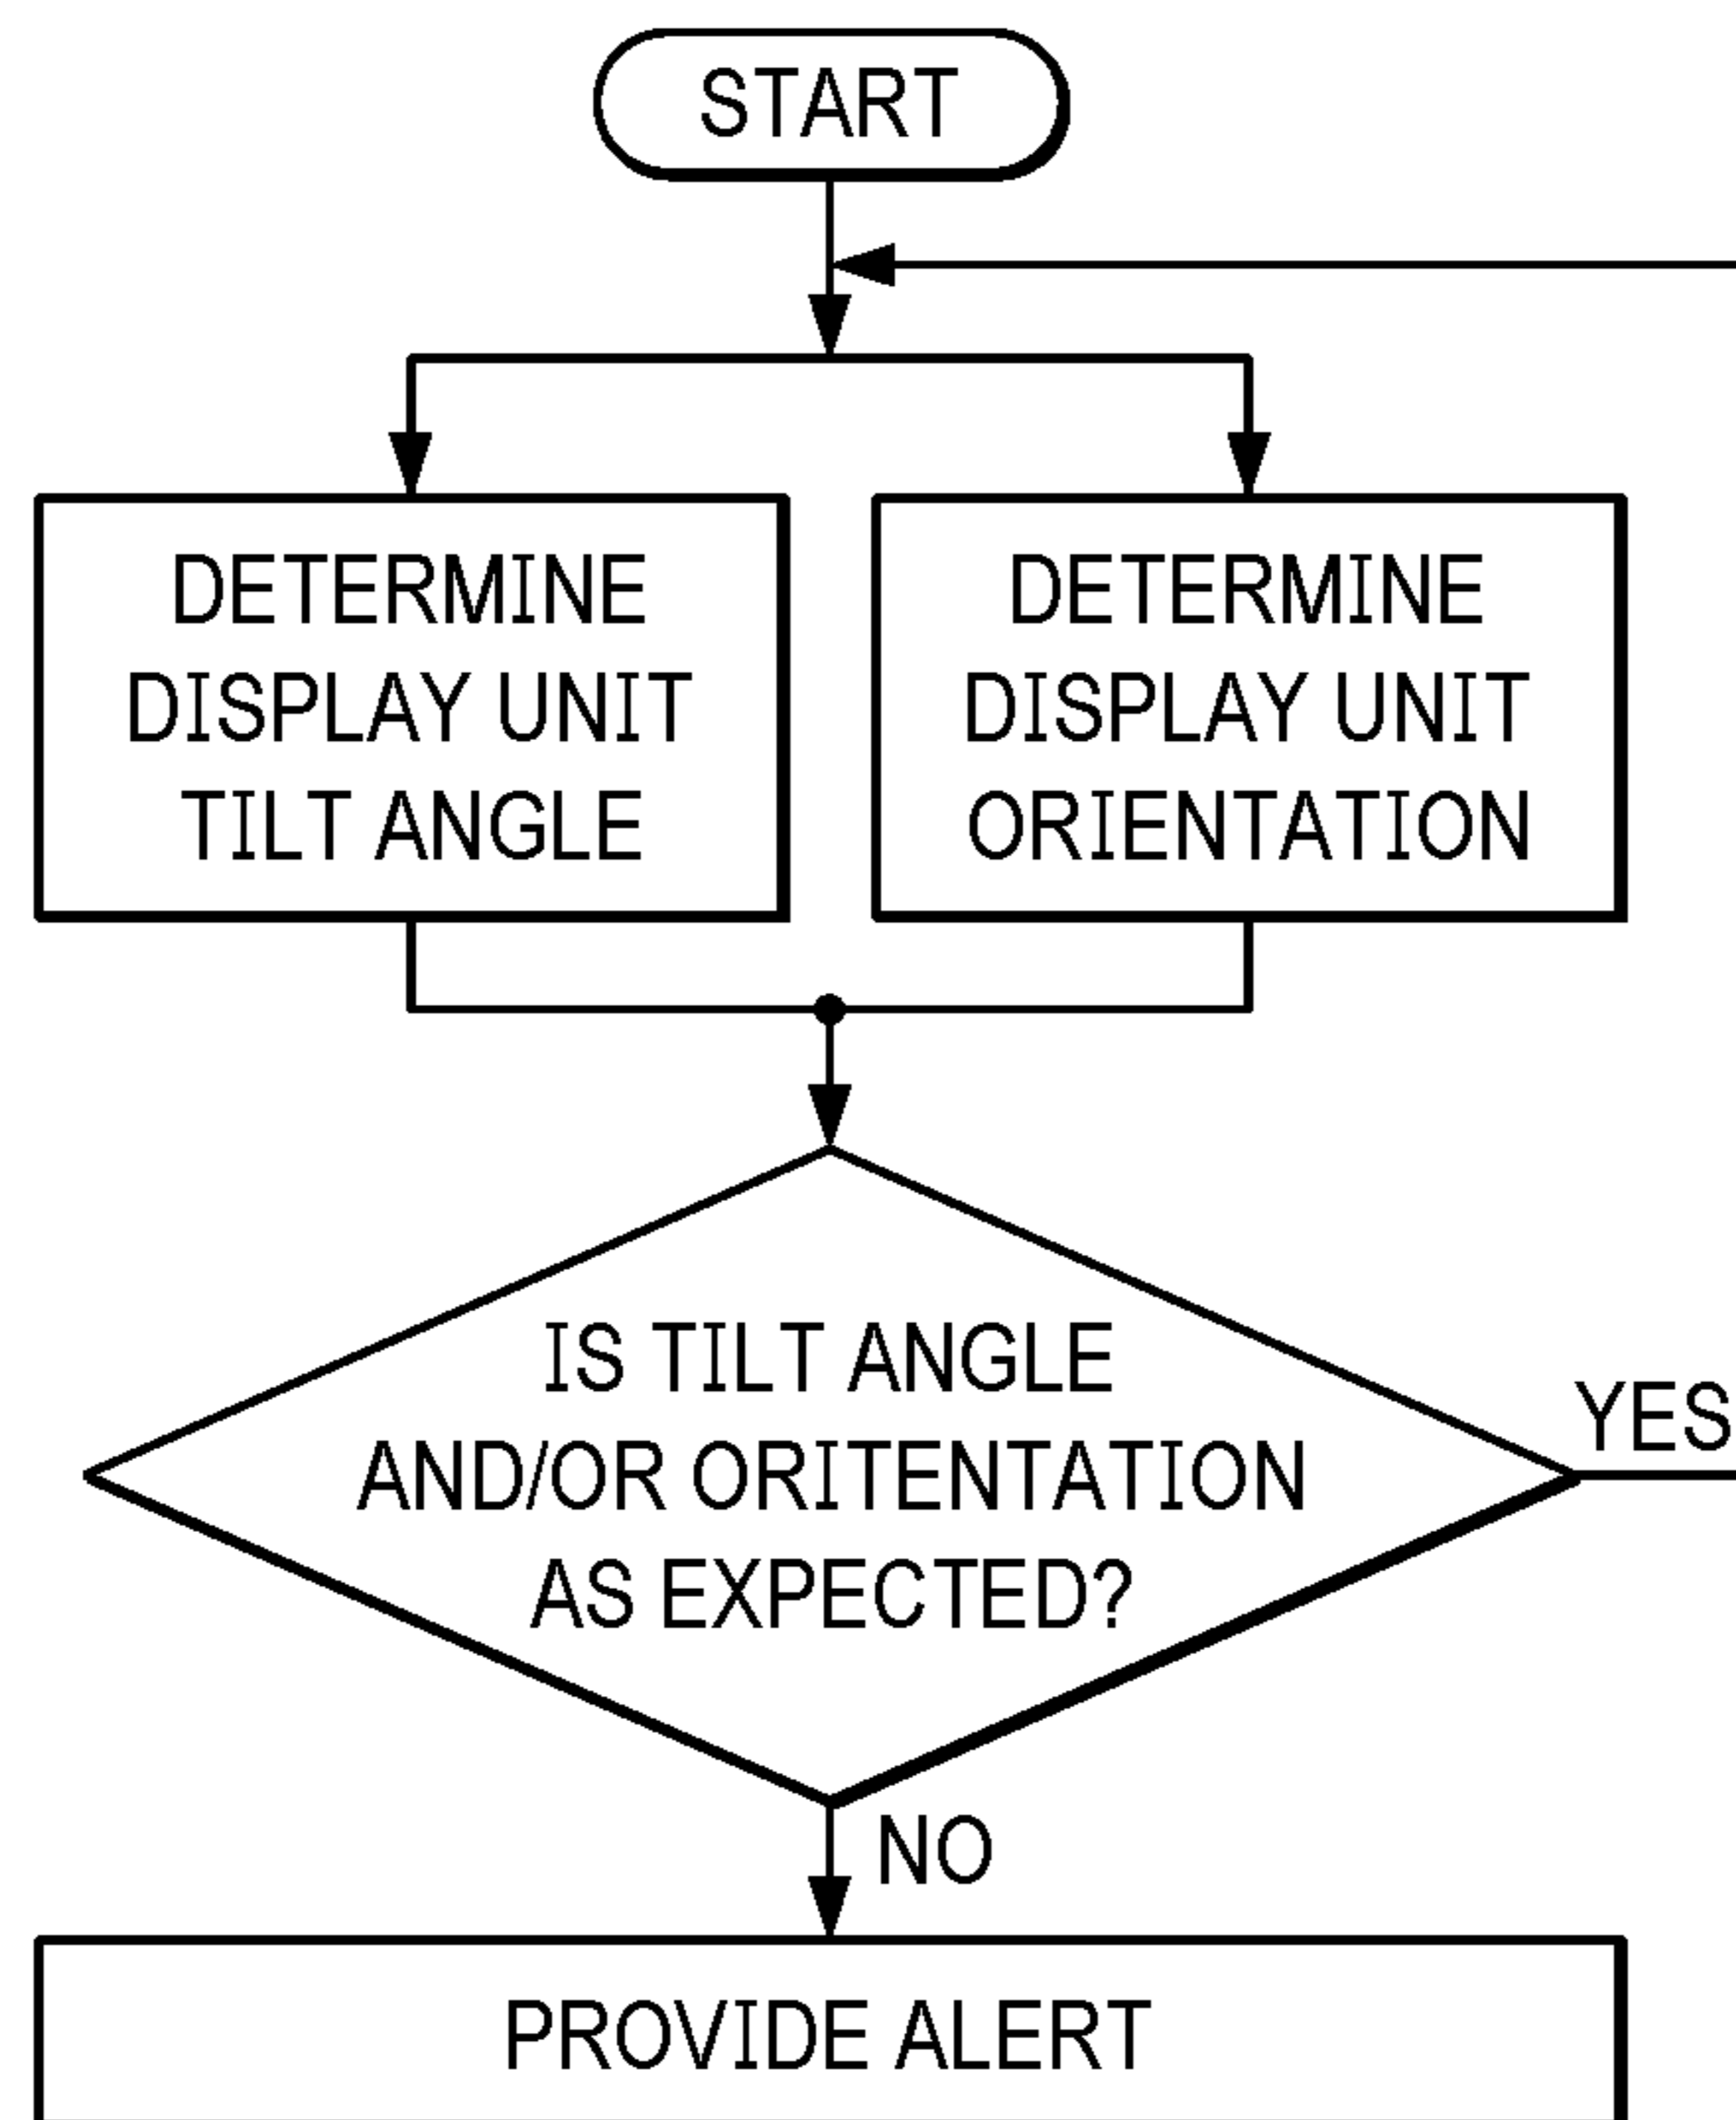 START
DETERMINE
DISPLAY UNIT
TILT ANGLE
DETERMINE
DISPLAY UNIT
ORIENTATION
IS TILT ANGLE
AND/OR ORITENTATION
AS EXPECTED?
YES
NO
PROVIDE ALERT